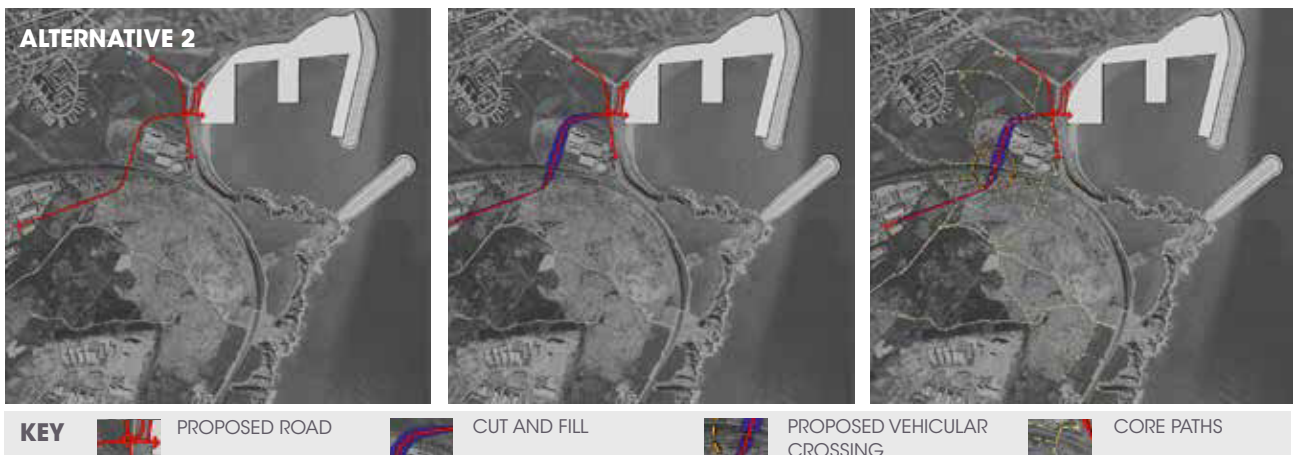 ALTERNATIVE 2
KEY
PROPOSED ROAD
CUT AND FILL
PROPOSED VEHICULAR
CROSSING
CORE PATHS